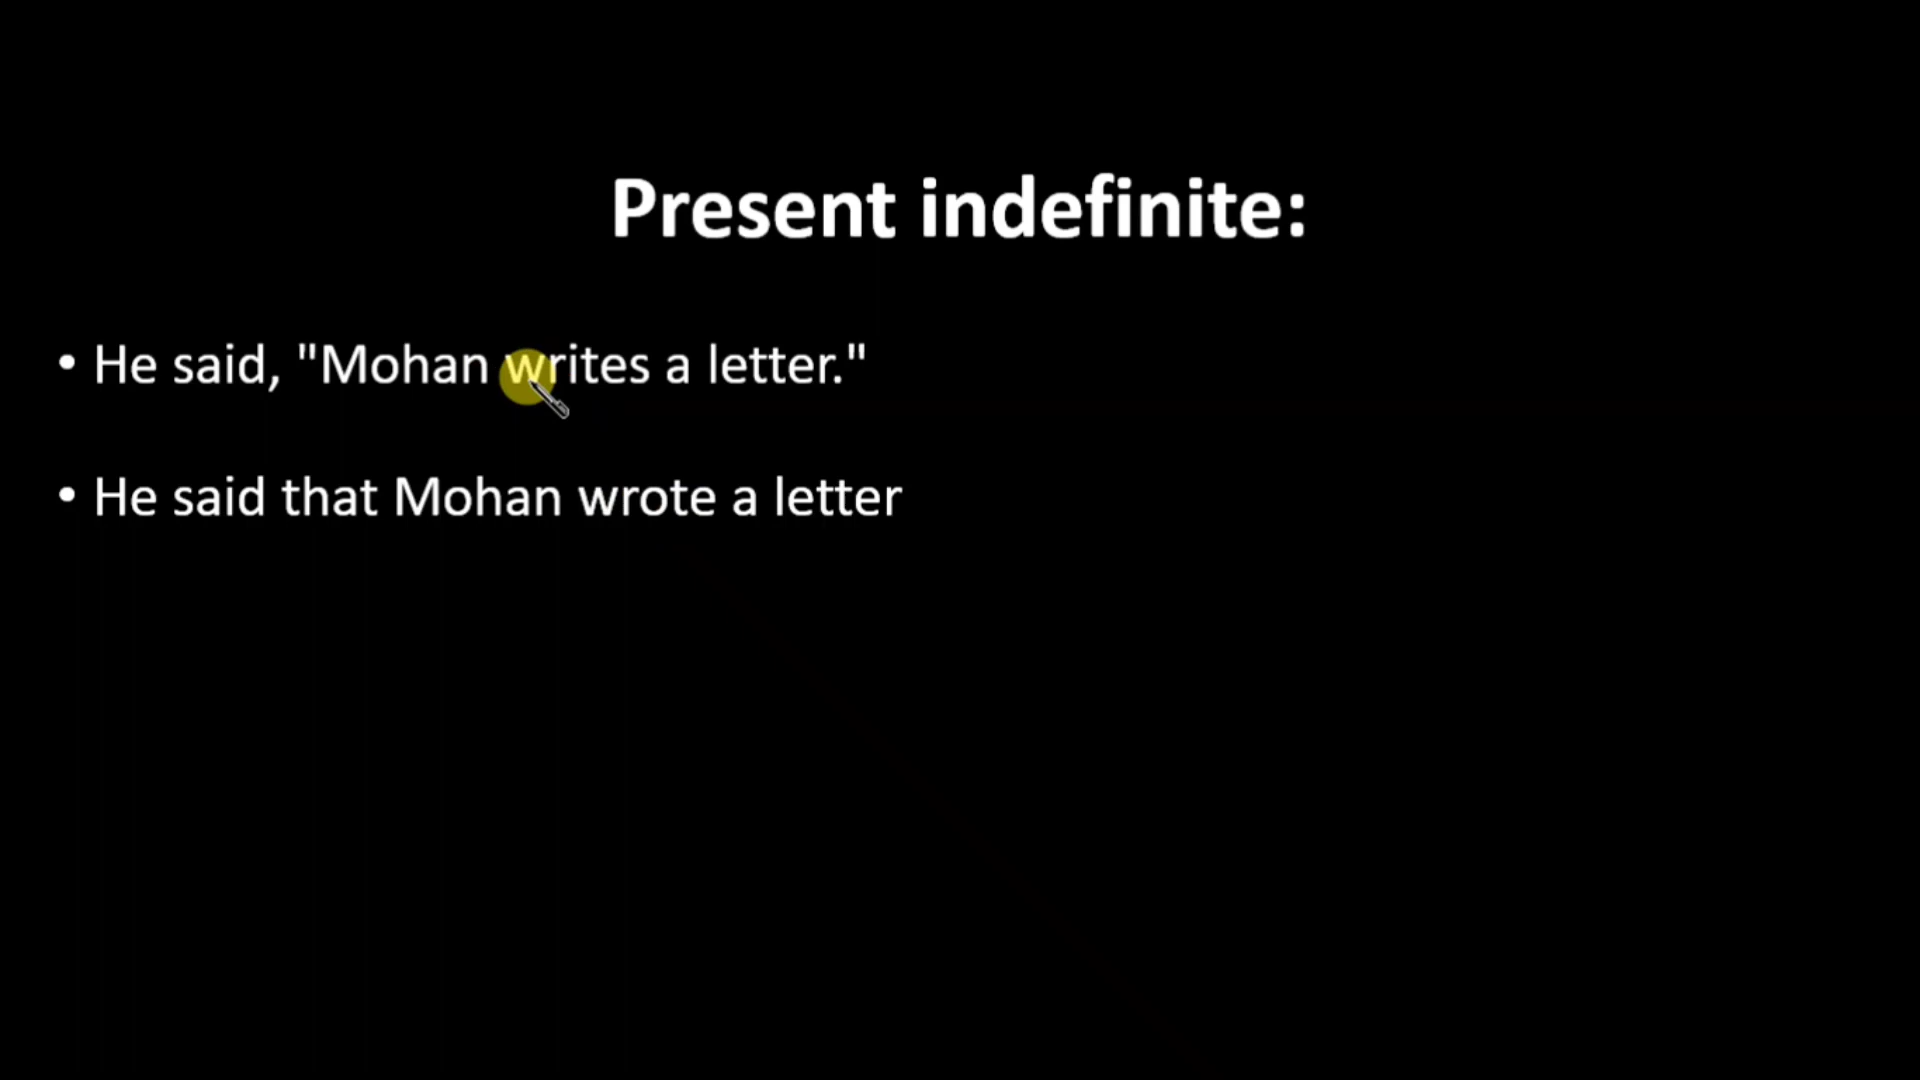 Present indefinite:
• He said, "Mohan writes a letter."
• He said that Mohan wrote a letter